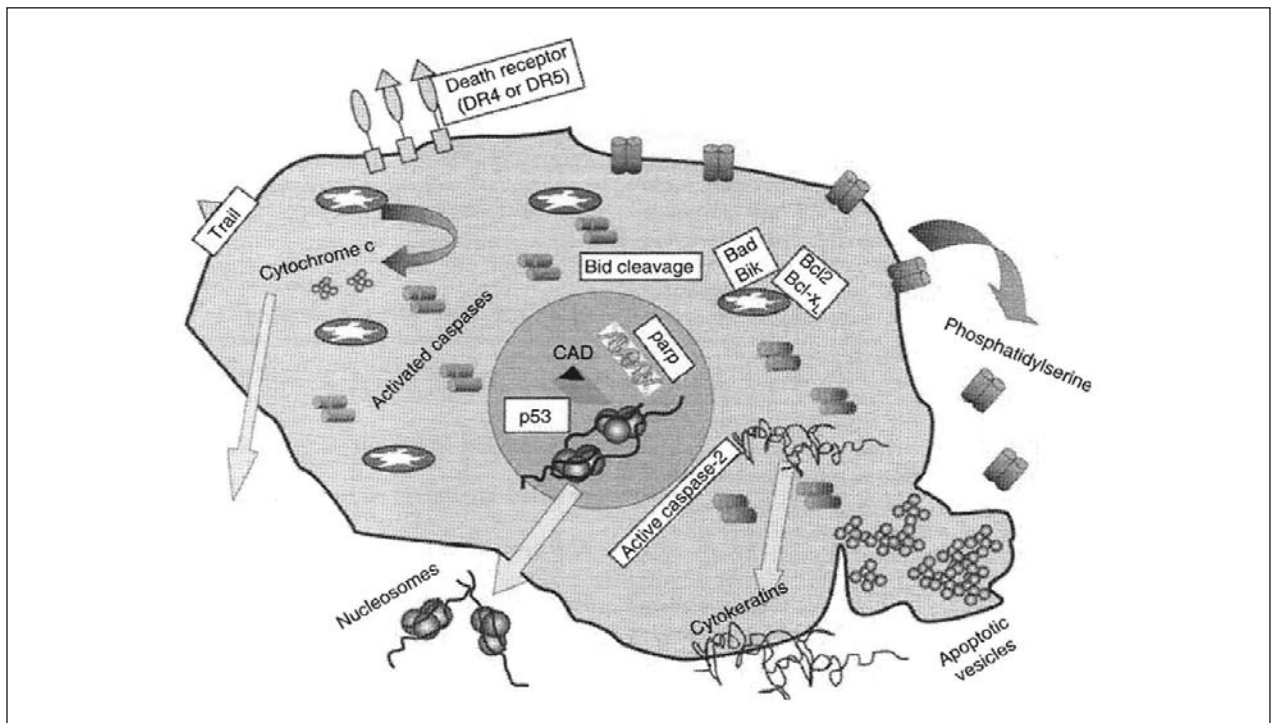 Death receptor
(DR4 or DR5)
Trail
Cytochrome c
Bid cleavage
Bad
Bik
Bcl2
Bcl-xL
Activated caspases
CAD
parp
p53
Phosphatidylserine
Active caspase-2
Nucleosomes
Cytokeratins
Apoptotic
vesicles